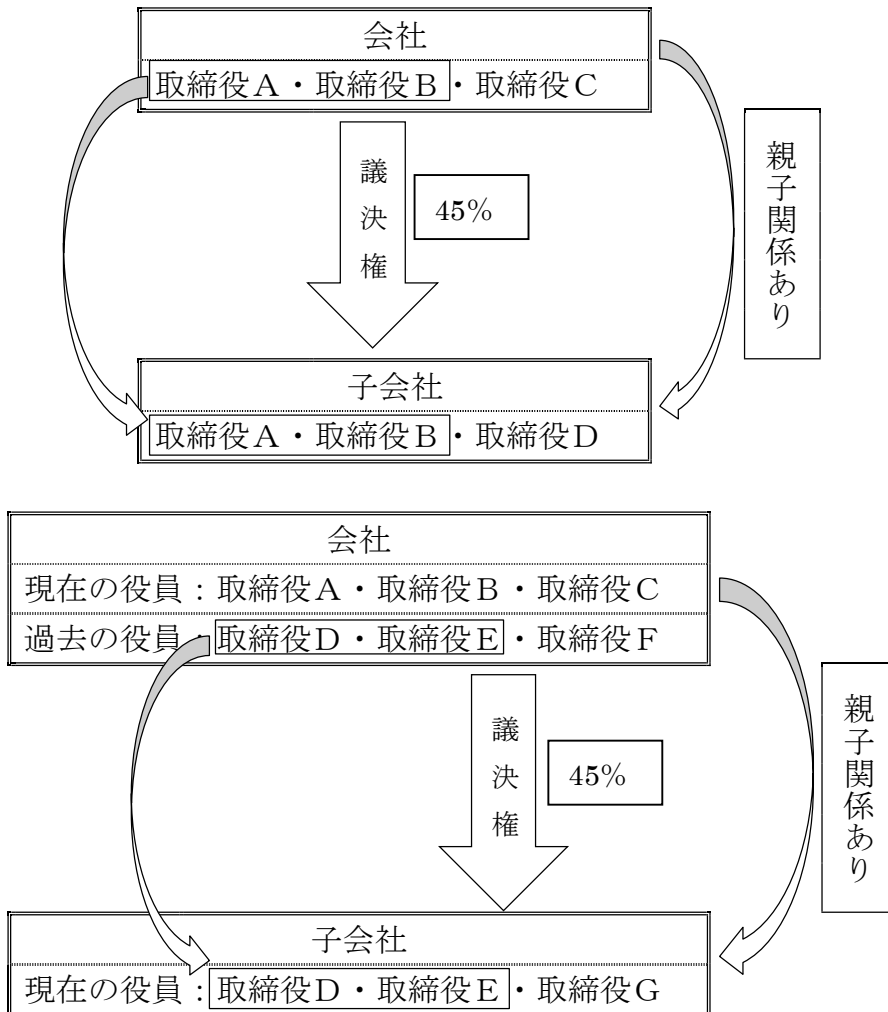 会社
取締役A・取締役B・取締役C
議決権
45%
親子関係あり
子会社
取締役A・取締役B・取締役D
会社
現在の役員:取締役A・取締役B・取締役C
過去の役員:取締役D・取締役E・取締役F
議決権
45%
親子関係あり
子会社
現在の役員:取締役D・取締役E・取締役G